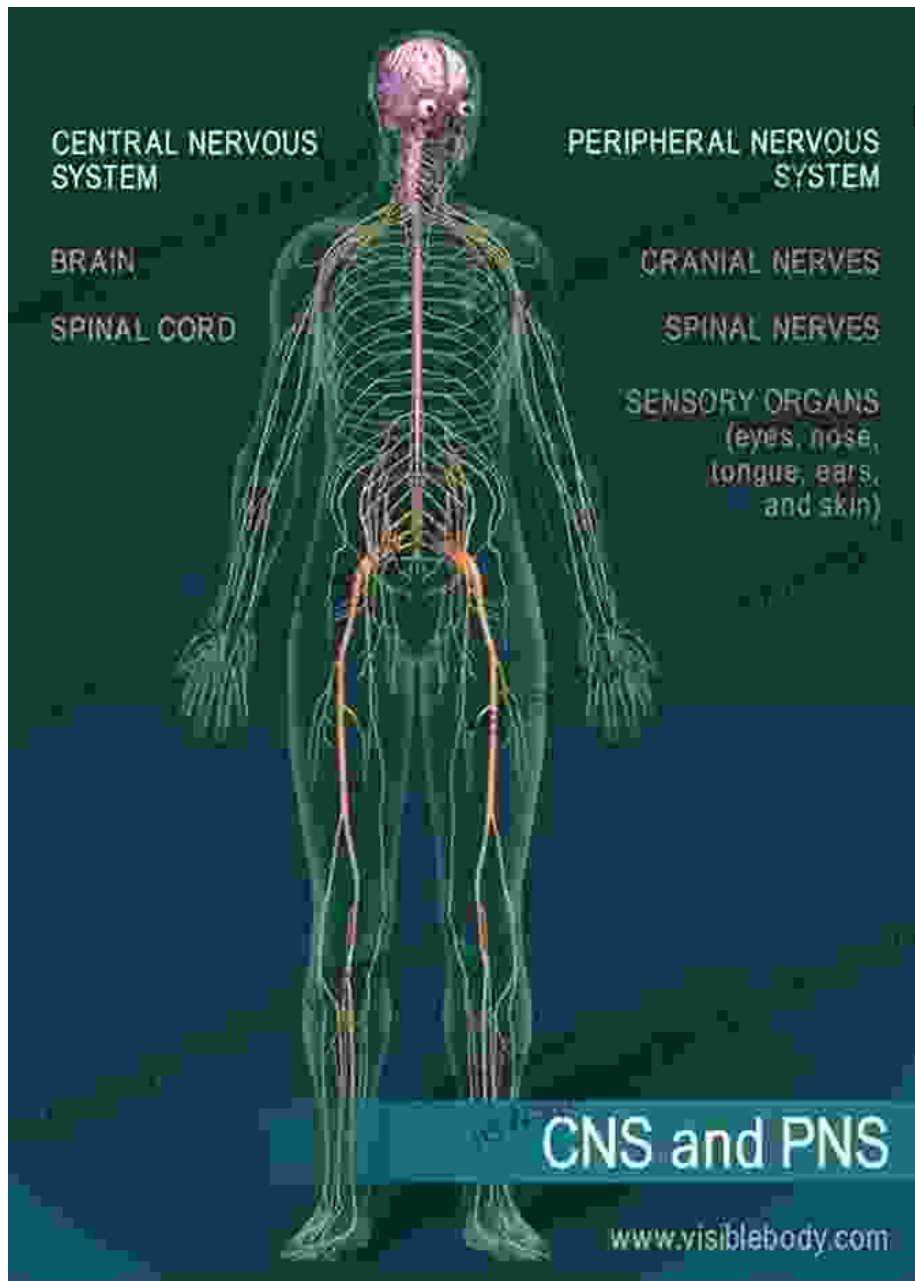 CENTRAL NERVOUS
SYSTEM
BRAIN
SPINAL CORD
PERIPHERAL NERVOUS
SYSTEM
CRANIAL NERVES
SPINAL NERVES
SENSORY ORGANS
(eyes, nose,
tongue, ears,
and skin)
CNS and PNS
www.visiblebody.com